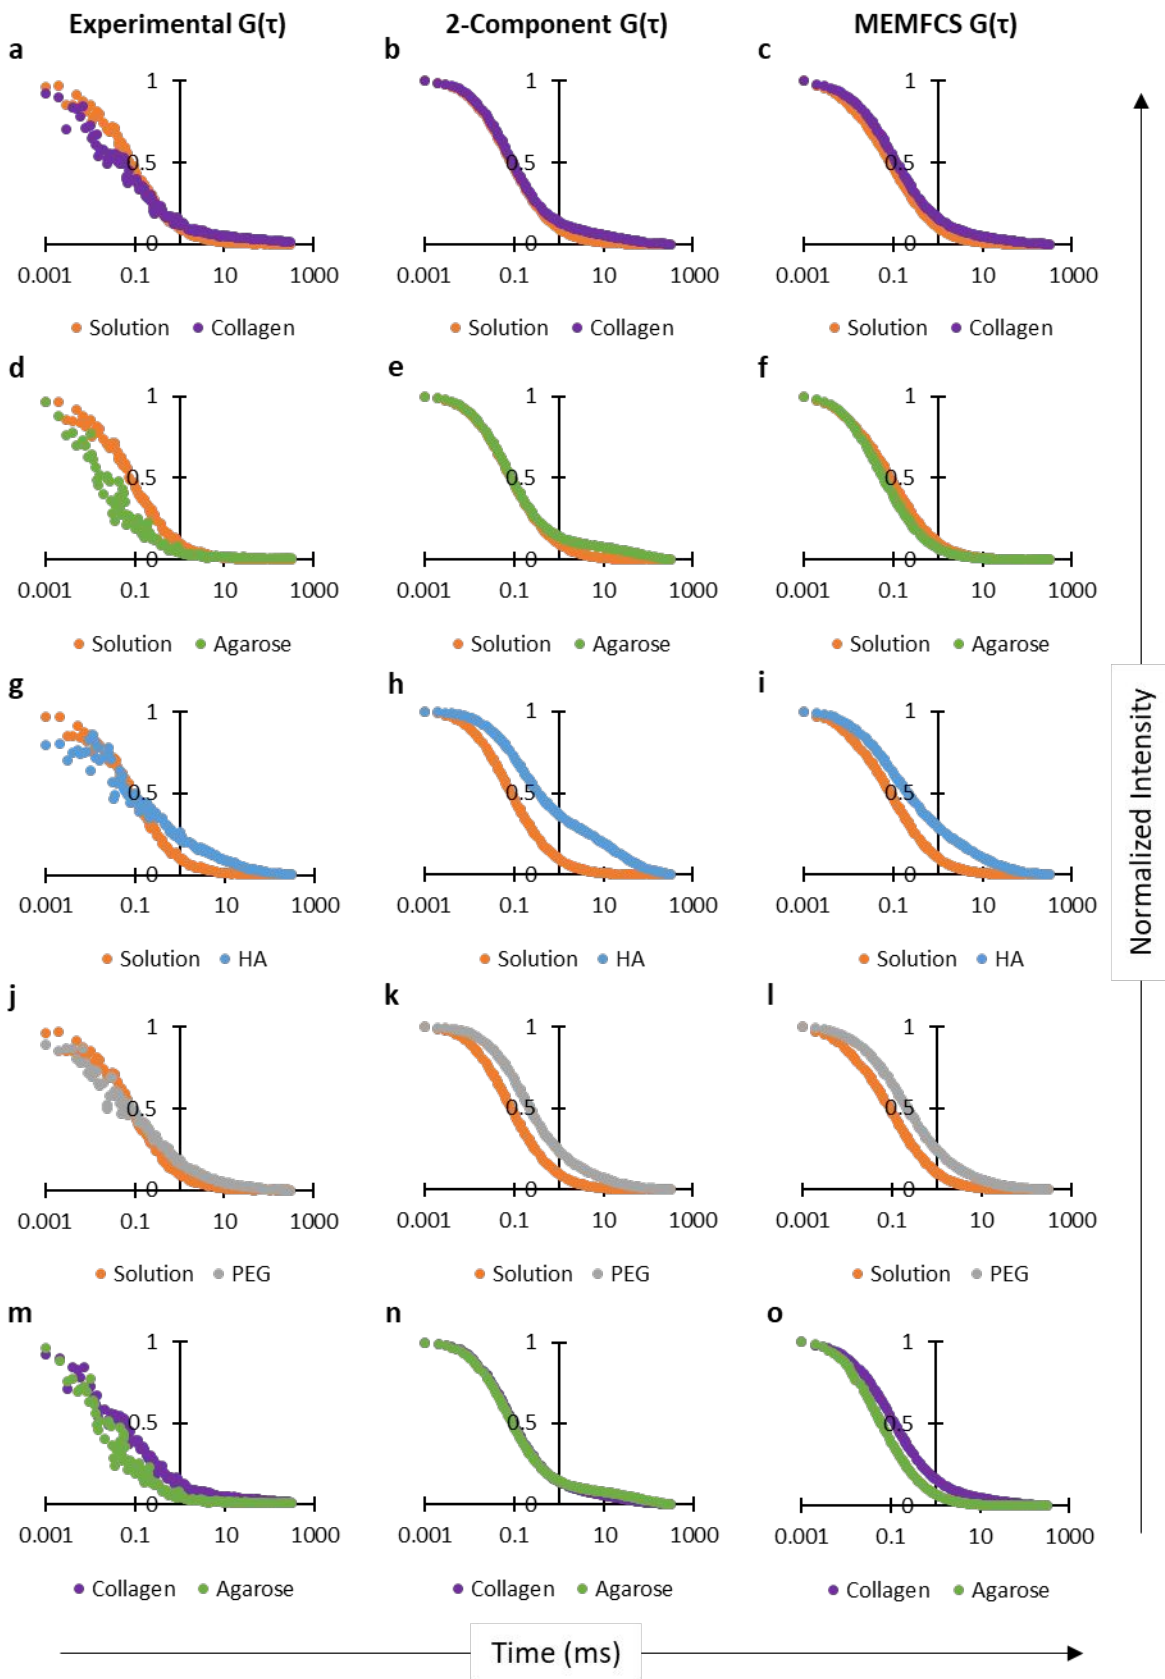 Experimental G(τ) 2-Component G(τ) MEMFCS G(τ)
a b c
1 1 1
0.5 0.5 0.5
0 0 0
0.001 0.1 10 1000 0.001 0.1 10 1000 0.001 0.1 10 1000
Solution Collagen Solution Collagen Solution Collagen
d e f
1 1 1
0.5 0.5 0.5
0 0 0
0.001 0.1 10 1000 0.001 0.1 10 1000 0.001 0.1 10 1000
Solution Agarose Solution Agarose Solution Agarose
g h i
1 1 1
0.5 0.5 0.5
0 0 0
0.001 0.1 10 1000 0.001 0.1 10 1000 0.001 0.1 10 1000
Solution HA Solution HA Solution HA
j k l
1 1 1
0.5 0.5 0.5
0 0 0
0.001 0.1 10 1000 0.001 0.1 10 1000 0.001 0.1 10 1000
Solution PEG Solution PEG Solution PEG
m n o
1 1 1
0.5 0.5 0.5
0 0 0
0.001 0.1 10 1000 0.001 0.1 10 1000 0.001 0.1 10 1000
Collagen Agarose Collagen Agarose Collagen Agarose
Normalized Intensity
Time (ms)